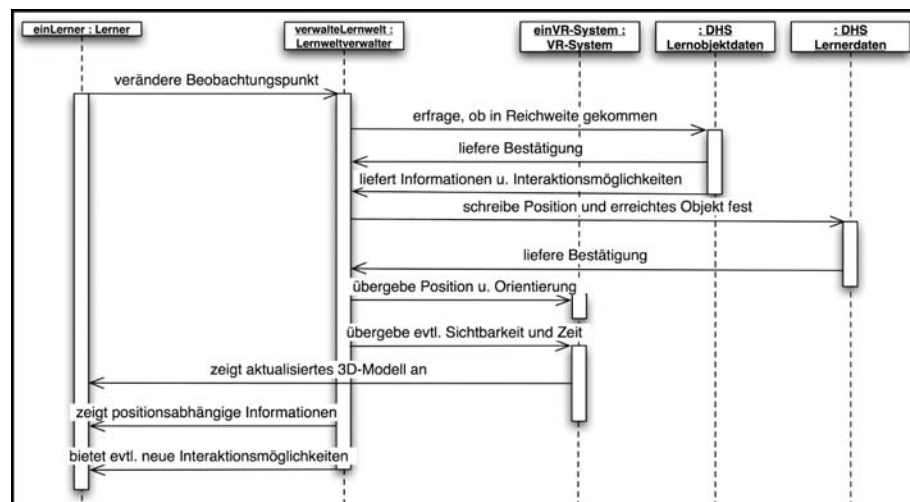 einLerner : Lerner
verwalteLernwelt :
Lernweltverwalter
einVR-System :
VR-System
: DHS
Lernobjektdaten
: DHS
Lernerdaten
verändere Beobachtungspunkt
erfrage, ob in Reichweite gekommen
liefere Bestätigung
liefert Informationen u. Interaktionsmöglichkeiten
schreibe Position und erreichtes Objekt fest
liefere Bestätigung
übergebe Position u. Orientierung
übergebe evtl. Sichtbarkeit und Zeit
zeigt aktualisiertes 3D-Modell an
zeigt positionsabhängige Informationen
bietet evtl. neue Interaktionsmöglichkeiten